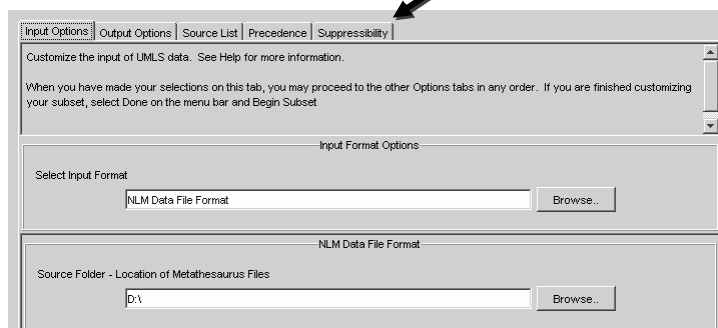 Input Options Output Options Source List Precedence Suppressibility
Customize the input of UMLS data. See Help for more information.
When you have made your selections on this tab, you may proceed to the other Options tabs in any order. If you are finished customizing
your subset, select Done on the menu bar and Begin Subset
Input Format Options
Select Input Format
NLM Data File Format Browse..
NLM Data File Format
Source Folder - Location of Metathesaurus Files
D:\ Browse..